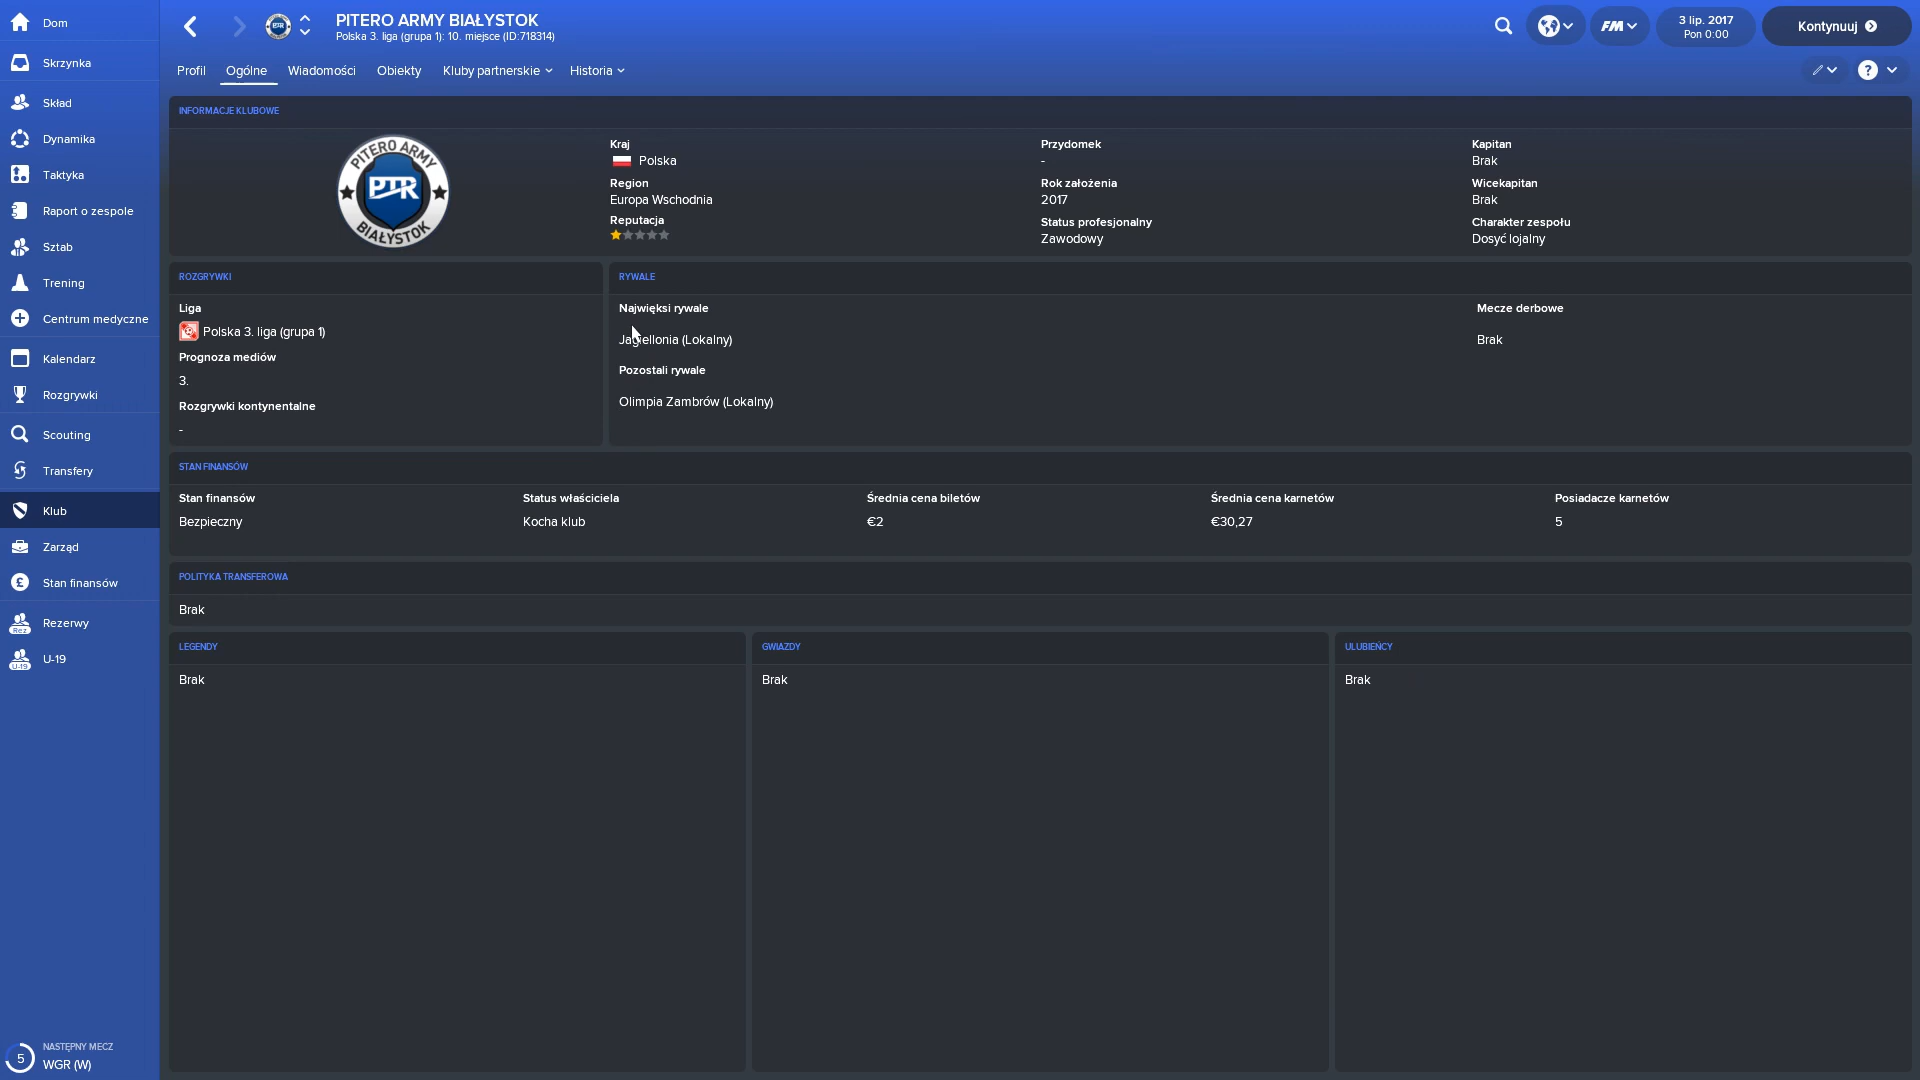 Dom
Skrzynka
Skład
Dynamika
Taktyka
Raport o zespole
Sztab
Trening
Centrum medyczne
Kalendarz
Rozgrywki
Scouting
Transfery
Klub
Zarząd
Stan finansów
Rez
Rezerwy
U-19
U-19
5
NASTĘPNY MECZ
WGR (W)
PTR
PITERO ARMY BIAŁYSTOK
Polska 3. liga (grupa 1): 10. miejsce (ID:718314)
FM
3 lip. 2017
Pon 0:00
Kontynuuj
Profil
Ogólne
Wiadomości
Obiekty
Kluby partnerskie
Historia
?
INFORMACJE KLUBOWE
PITERO ARMY
PTR
BIAŁYSTOK
Kraj
Polska
Region
Europa Wschodnia
Reputacja
Przydomek
-
Rok założenia
2017
Status profesjonalny
Zawodowy
Kapitan
Brak
Wicekapitan
Brak
Charakter zespołu
Dosyć lojalny
ROZGRYWKI
Liga
Polska 3. liga (grupa 1)
Prognoza mediów
3.
Rozgrywki kontynentalne
-
RYWALE
Najwięksi rywale
Jagiellonia (Lokalny)
Pozostali rywale
Olimpia Zambrów (Lokalny)
Mecze derbowe
Brak
STAN FINANSÓW
Stan finansów
Bezpieczny
Status właściciela
Kocha klub
Średnia cena biletów
€2
Średnia cena karnetów
€30,27
Posiadacze karnetów
5
POLITYKA TRANSFEROWA
Brak
LEGENDY
Brak
GWIAZDY
Brak
ULUBIEŃCY
Brak